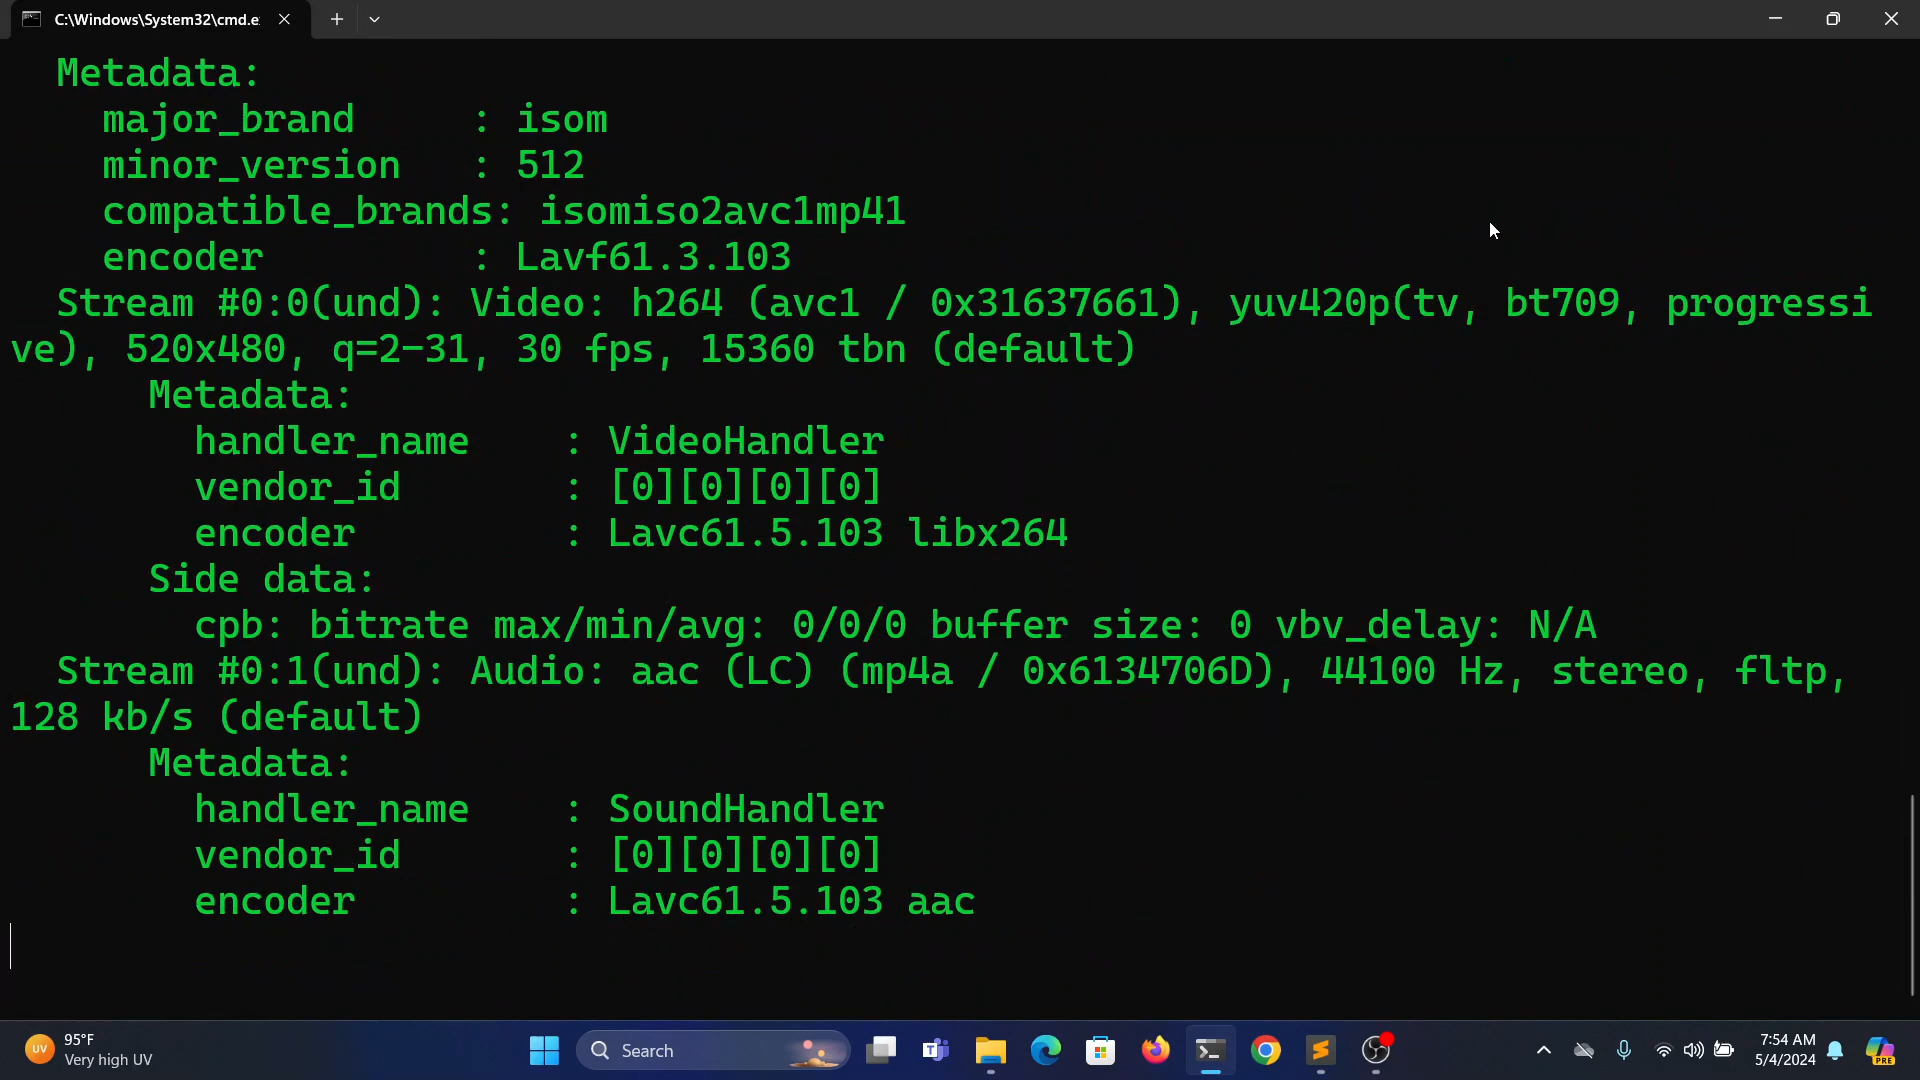 C:\Windows\System32\cmd.e
Metadata:
major_brand : isom
minor_version : 512
compatible_brands: isomiso2avc1mp41
encoder : Lavf61.3.103
Stream #0:0(und): Video: h264 (avc1 / 0x31637661), yuv420p(tv, bt709, progressi
ve), 520x480, q=2-31, 30 fps, 15360 tbn (default)
Metadata:
handler_name : VideoHandler
vendor_id : [0][0][0][0]
encoder : Lavc61.5.103 libx264
Side data:
cpb: bitrate max/min/avg: 0/0/0 buffer size: 0 vbv_delay: N/A
Stream #0:1(und): Audio: aac (LC) (mp4a / 0x6134706D), 44100 Hz, stereo, fltp,
128 kb/s (default)
Metadata:
handler_name : SoundHandler
vendor_id : [0][0][0][0]
encoder : Lavc61.5.103 aac
UV
95°F
Very high UV
Search
7:54 AM
5/4/2024
PRE